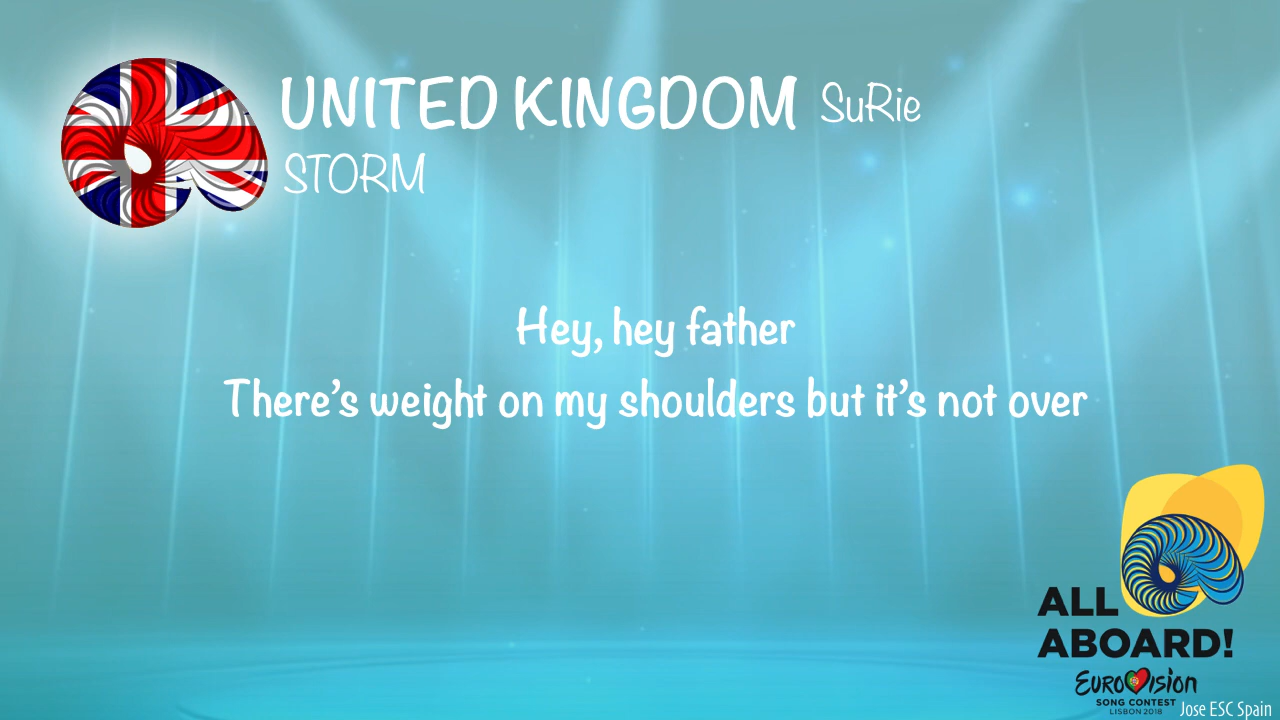 UNITED KINGDOM SuRie
STORM
Hey, hey father
There's weight on my shoulders but it's not over
ALL
ABOARD!
EUROVISION
SONG CONTEST
LISBON 2018
Jose ESC Spain